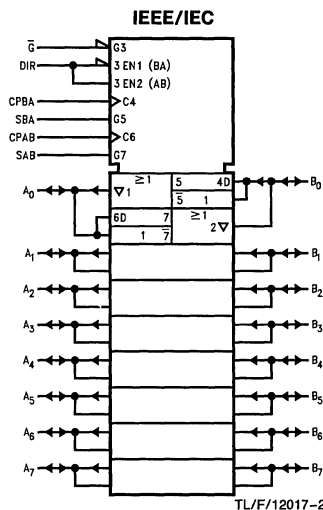 IEEE/IEC
G̅ G3
DIR 3 EN1 (BA)
3 EN2 (AB)
CPBA C4
SBA G5
CPAB C6
SAB G7
A₀ ≥1 5 4D B₀
▽1 5̅ 1
6D 7 ≥1
1 7̅ 2▽
A₁ B₁
A₂ B₂
A₃ B₃
A₄ B₄
A₅ B₅
A₆ B₆
A₇ B₇
TL/F/12017-2